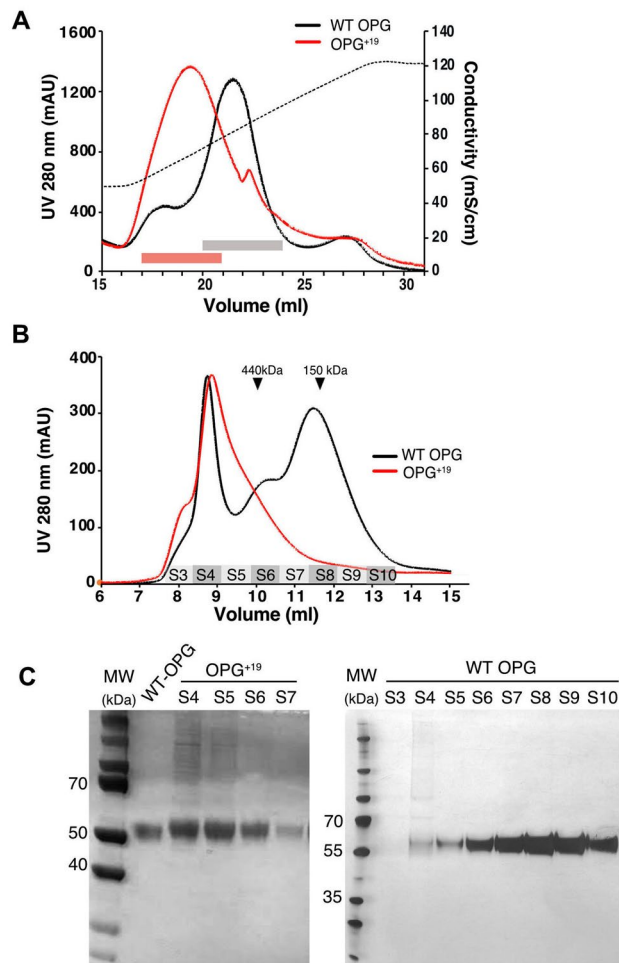 A
WT OPG
OPG+19
1600
1200
800
400
0
UV 280 nm (mAU)
140
120
100
80
60
40
20
0
Conductivity (mS/cm)
15 20 25 30
Volume (ml)
B
400
300
200
100
0
UV 280 nm (mAU)
440kDa 150 kDa
WT OPG
OPG+19
S3 S4 S5 S6 S7 S8 S9 S10
6 7 8 9 10 11 12 13 14 15
Volume (ml)
C
MW
(kDa)
WT-OPG
OPG+19
S4 S5 S6 S7
70
50
40
MW
(kDa)
WT OPG
S3 S4 S5 S6 S7 S8 S9 S10
70
55
35